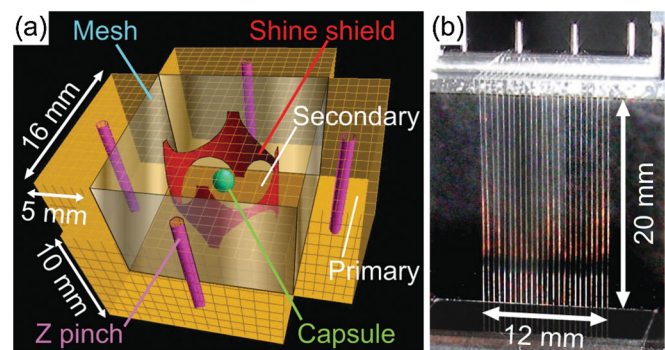 (a)
Mesh
Shine shield
Secondary
16 mm
5 mm
10 mm
Primary
Z pinch
Capsule
(b)
20 mm
12 mm